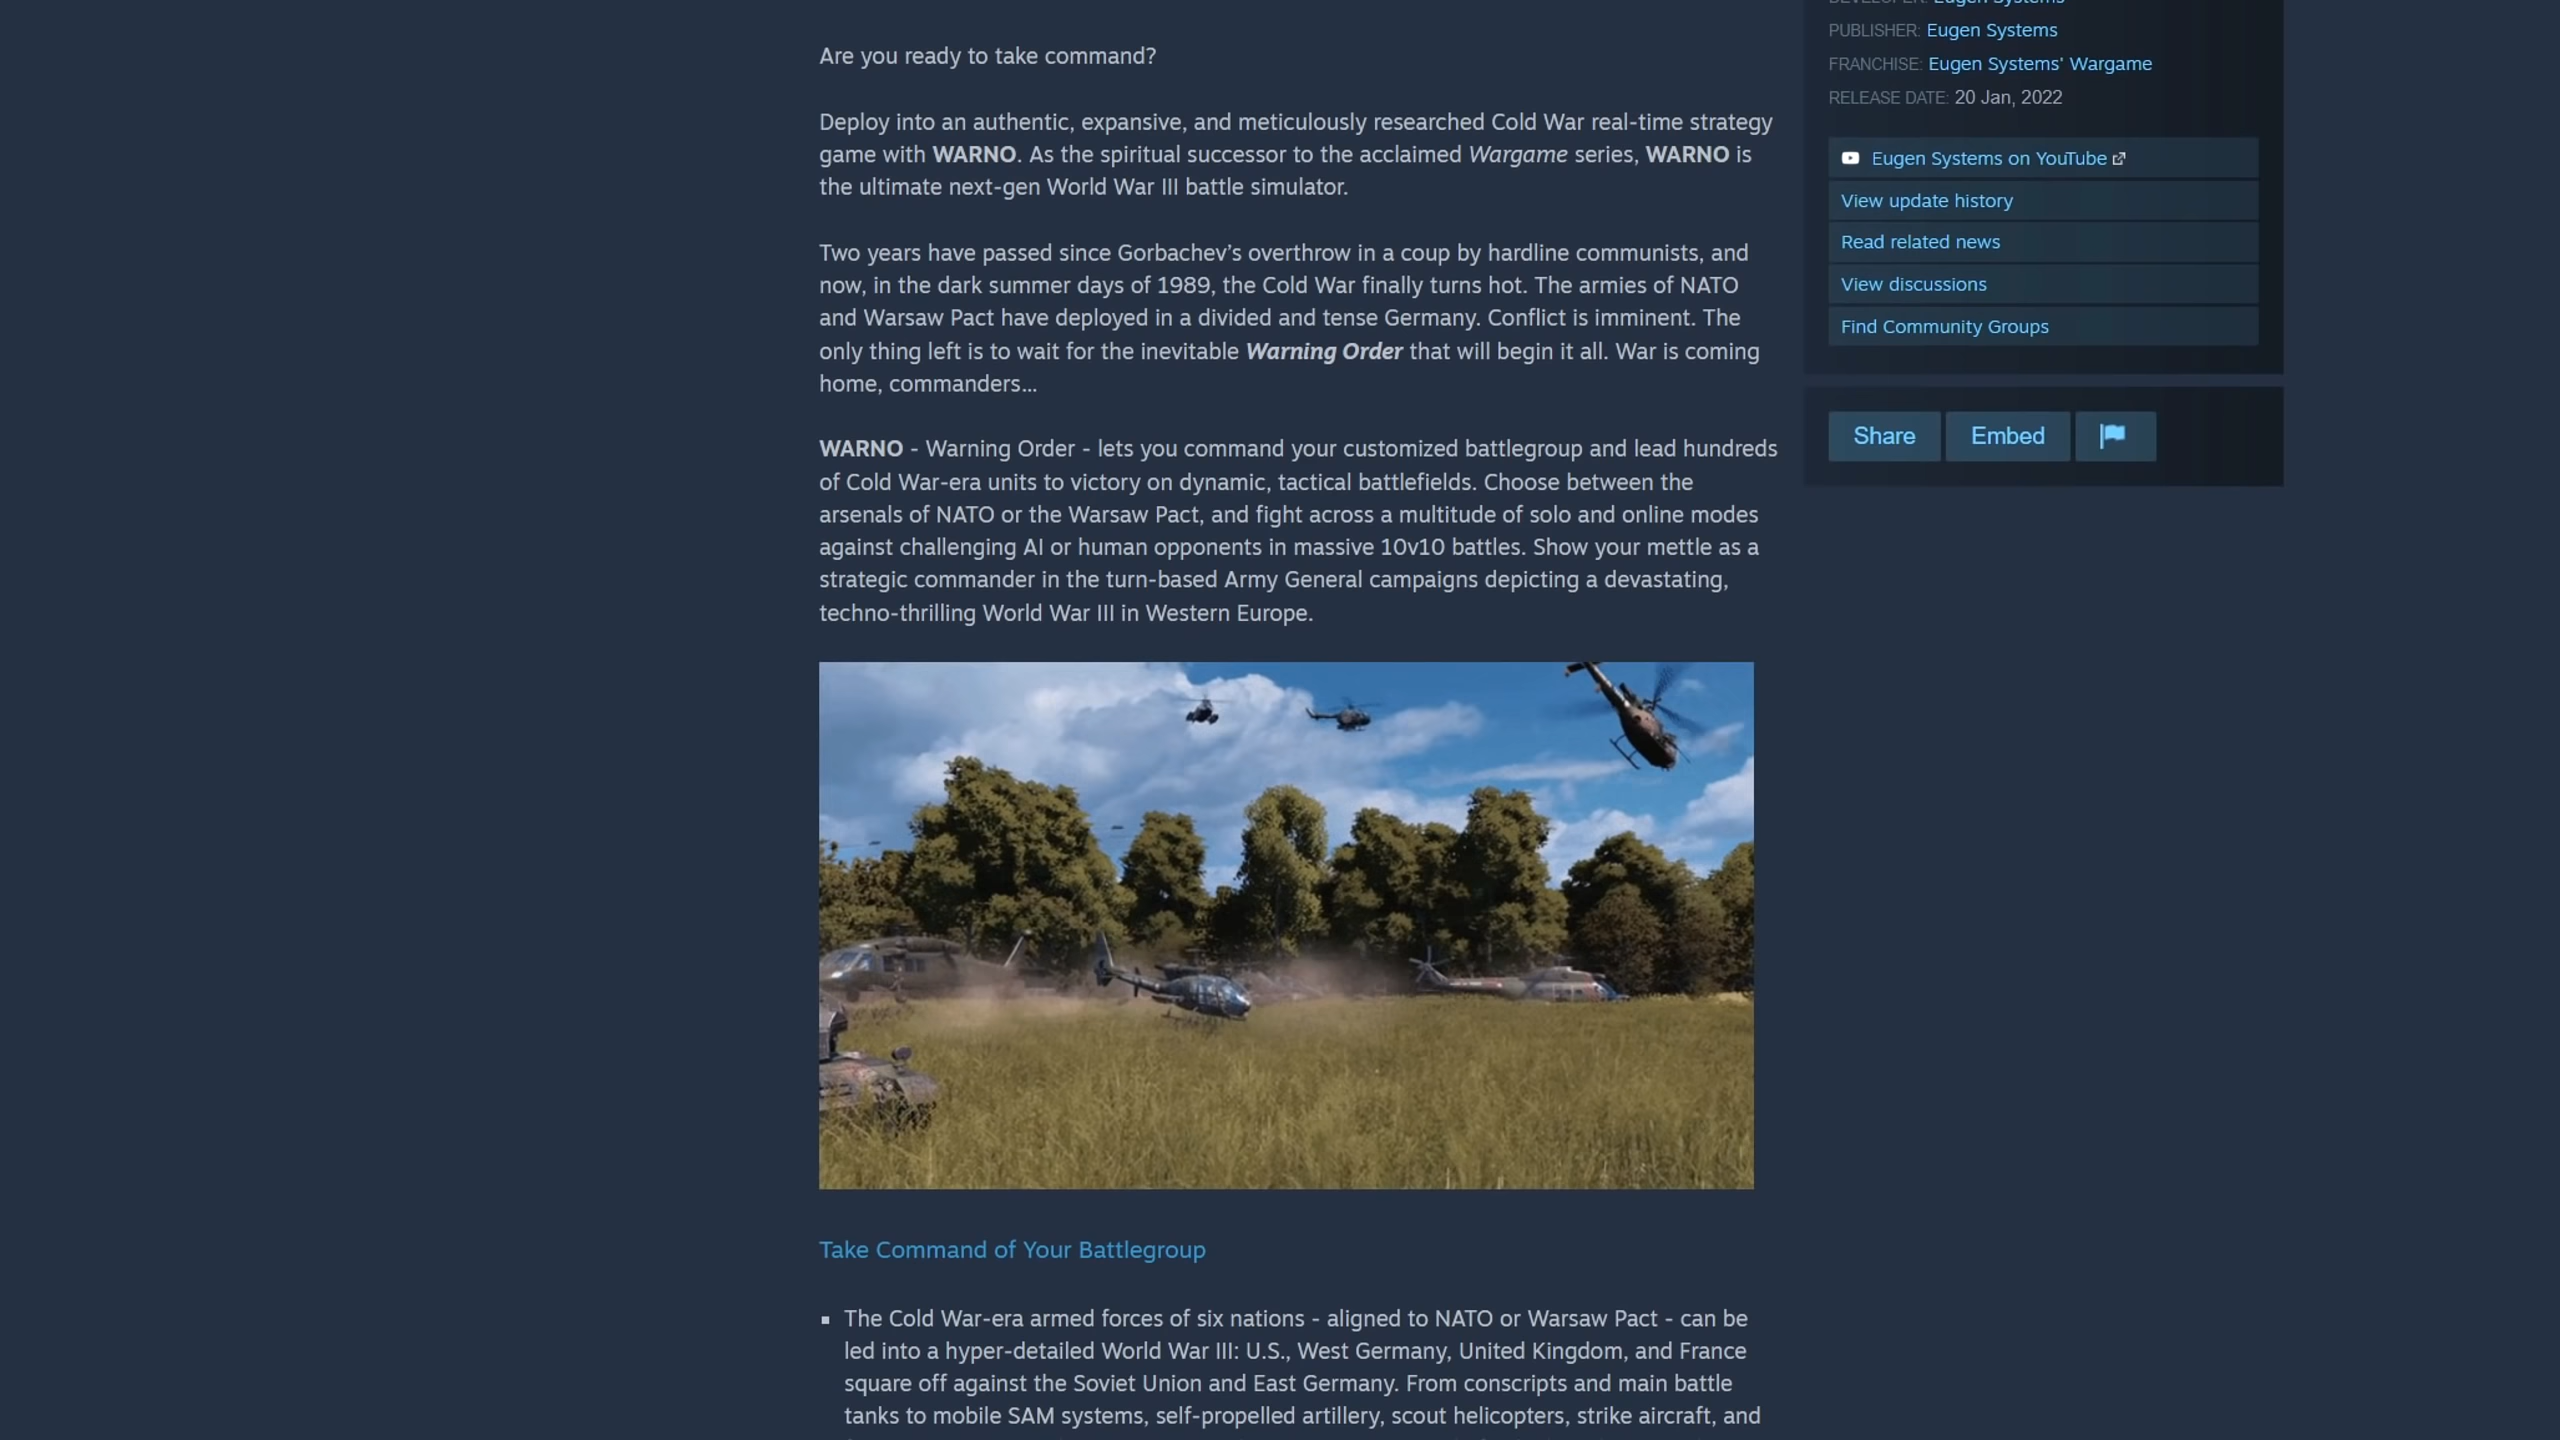 Are you ready to take command?
Deploy into an authentic, expansive, and meticulously researched Cold War real-time strategy
game with WARNO. As the spiritual successor to the acclaimed Wargame series, WARNO is
the ultimate next-gen World War III battle simulator.
Two years have passed since Gorbachev’s overthrow in a coup by hardline communists, and
now, in the dark summer days of 1989, the Cold War finally turns hot. The armies of NATO
and Warsaw Pact have deployed in a divided and tense Germany. Conflict is imminent. The
only thing left is to wait for the inevitable Warning Order that will begin it all. War is coming
home, commanders...
WARNO - Warning Order - lets you command your customized battlegroup and lead hundreds
of Cold War-era units to victory on dynamic, tactical battlefields. Choose between the
arsenals of NATO or the Warsaw Pact, and fight across a multitude of solo and online modes
against challenging AI or human opponents in massive 10v10 battles. Show your mettle as a
strategic commander in the turn-based Army General campaigns depicting a devastating,
techno-thrilling World War III in Western Europe.
Take Command of Your Battlegroup
▪ The Cold War-era armed forces of six nations - aligned to NATO or Warsaw Pact - can be
led into a hyper-detailed World War III: U.S., West Germany, United Kingdom, and France
square off against the Soviet Union and East Germany. From conscripts and main battle
tanks to mobile SAM systems, self-propelled artillery, scout helicopters, strike aircraft, and
DEVELOPER: Eugen Systems
PUBLISHER: Eugen Systems
FRANCHISE: Eugen Systems' Wargame
RELEASE DATE: 20 Jan, 2022
Eugen Systems on YouTube
View update history
Read related news
View discussions
Find Community Groups
Share
Embed